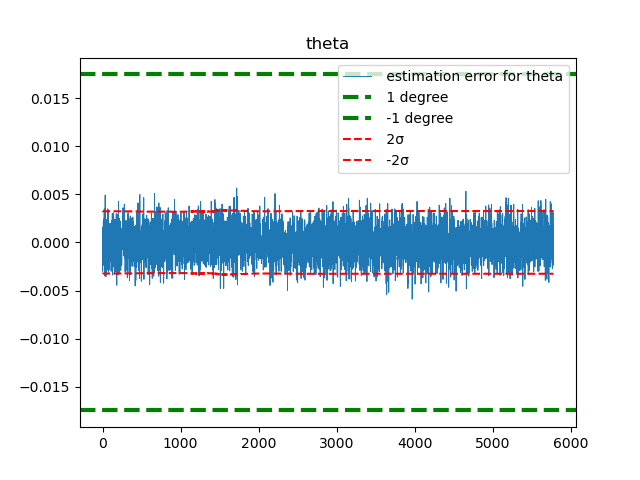 theta
estimation error for theta
1 degree
-1 degree
2σ
-2σ
0.015
0.010
0.005
0.000
−0.005
−0.010
−0.015
0 1000 2000 3000 4000 5000 6000